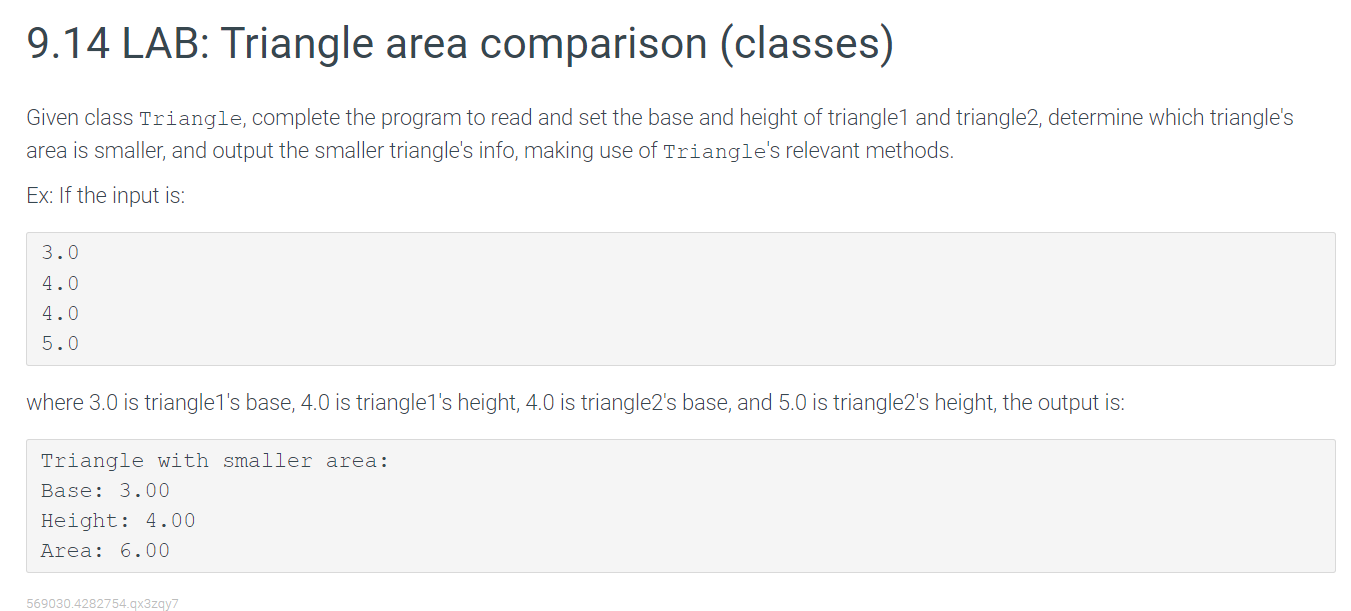 9.14 LAB: Triangle area comparison (classes)
Given class Triangle, complete the program to read and set the base and height of triangle1 and triangle2, determine which triangle's
area is smaller, and output the smaller triangle's info, making use of Triangle's relevant methods.
Ex: If the input is:
3.0
4.0
4.0
5.0
where 3.0 is triangle1's base, 4.0 is triangle1's height, 4.0 is triangle2's base, and 5.0 is triangle2's height, the output is:
Triangle with smaller area:
Base: 3.00
Height: 4.00
Area: 6.00
569030.4282754.qx3zqy7